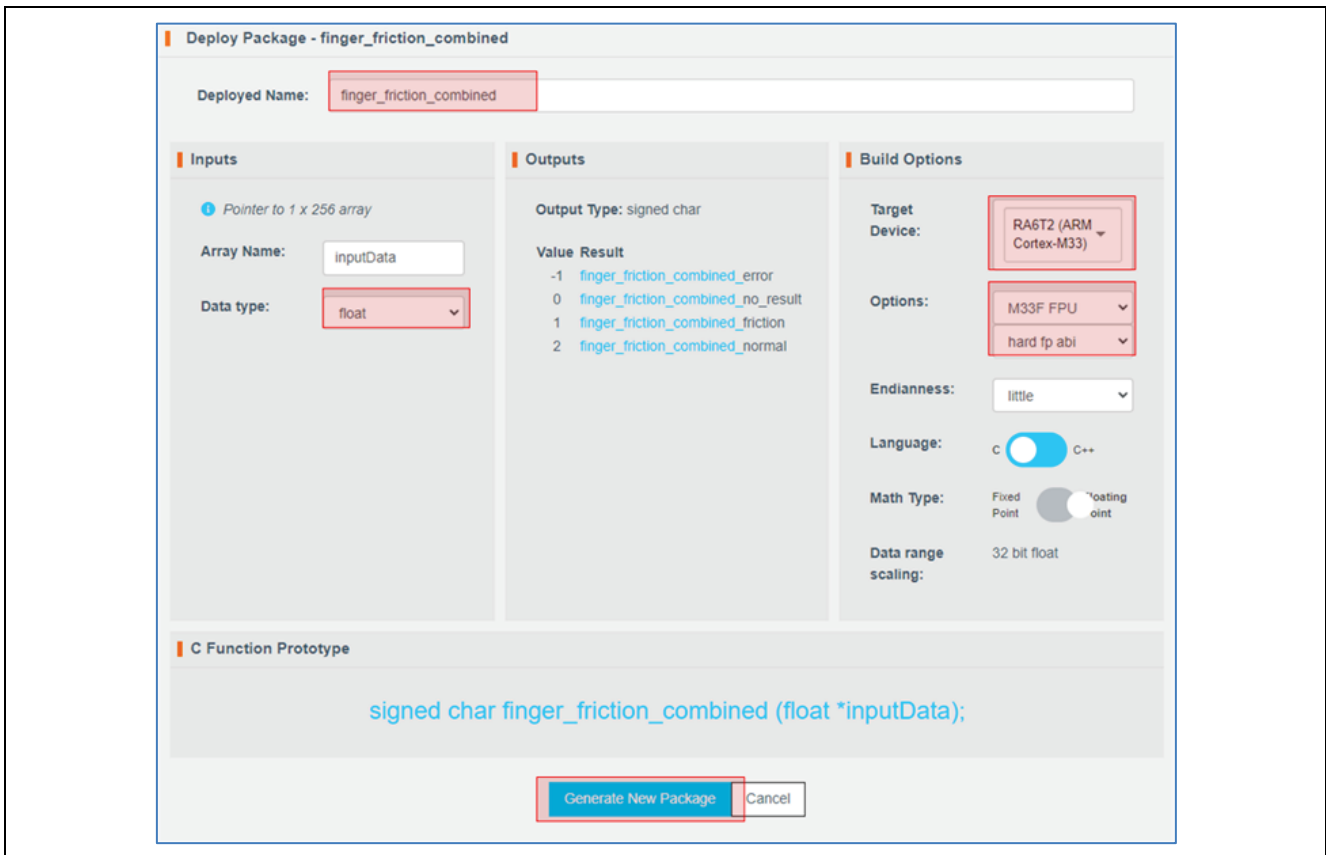 Deploy Package - finger_friction_combined
Deployed Name:
finger_friction_combined
Inputs
Pointer to 1 x 256 array
Array Name:
inputData
Data type:
float
Outputs
Output Type: signed char
Value Result
-1 finger_friction_combined_error
0 finger_friction_combined_no_result
1 finger_friction_combined_friction
2 finger_friction_combined_normal
Build Options
Target
Device:
RA6T2 (ARM
Cortex-M33)
Options:
M33F FPU
hard fp abi
Endianness:
little
Language:
C
C++
Math Type:
Fixed
Point
loating
oint
Data range
scaling:
32 bit float
C Function Prototype
signed char finger_friction_combined (float *inputData);
Generate New Package
Cancel